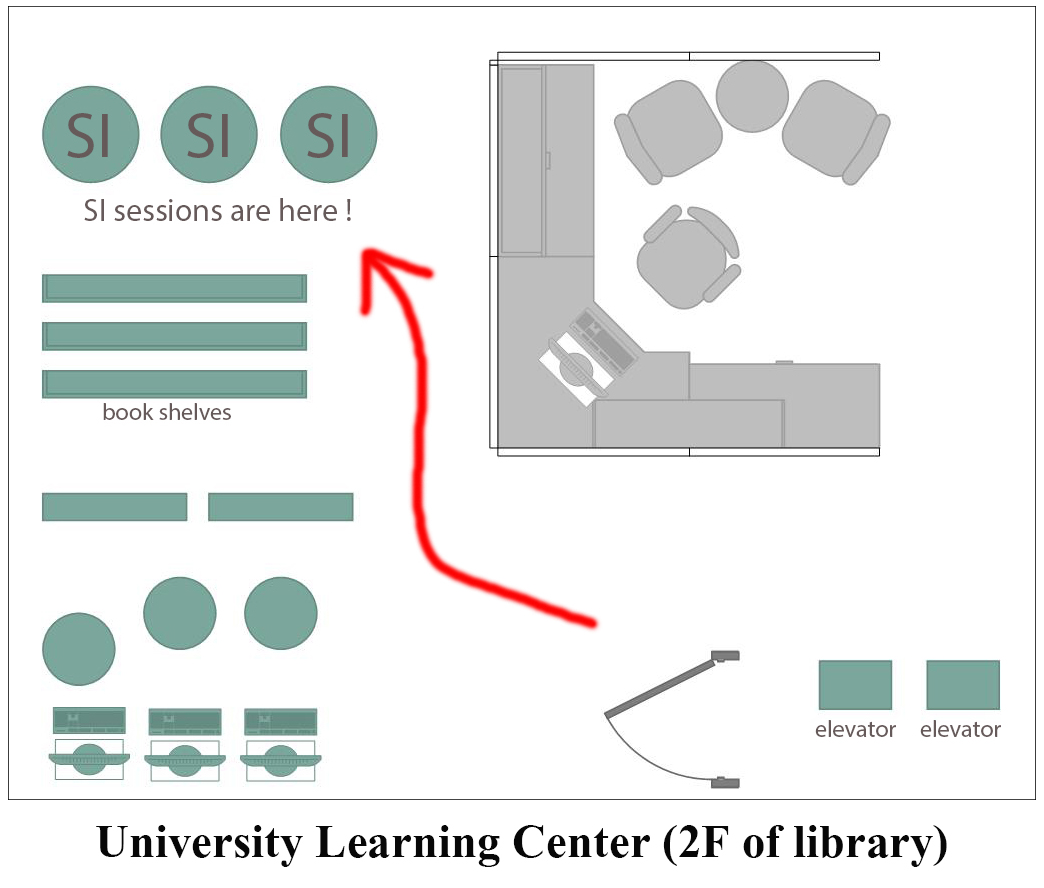 SI SI SI
SI sessions are here !
book shelves
elevator elevator
University Learning Center (2F of library)